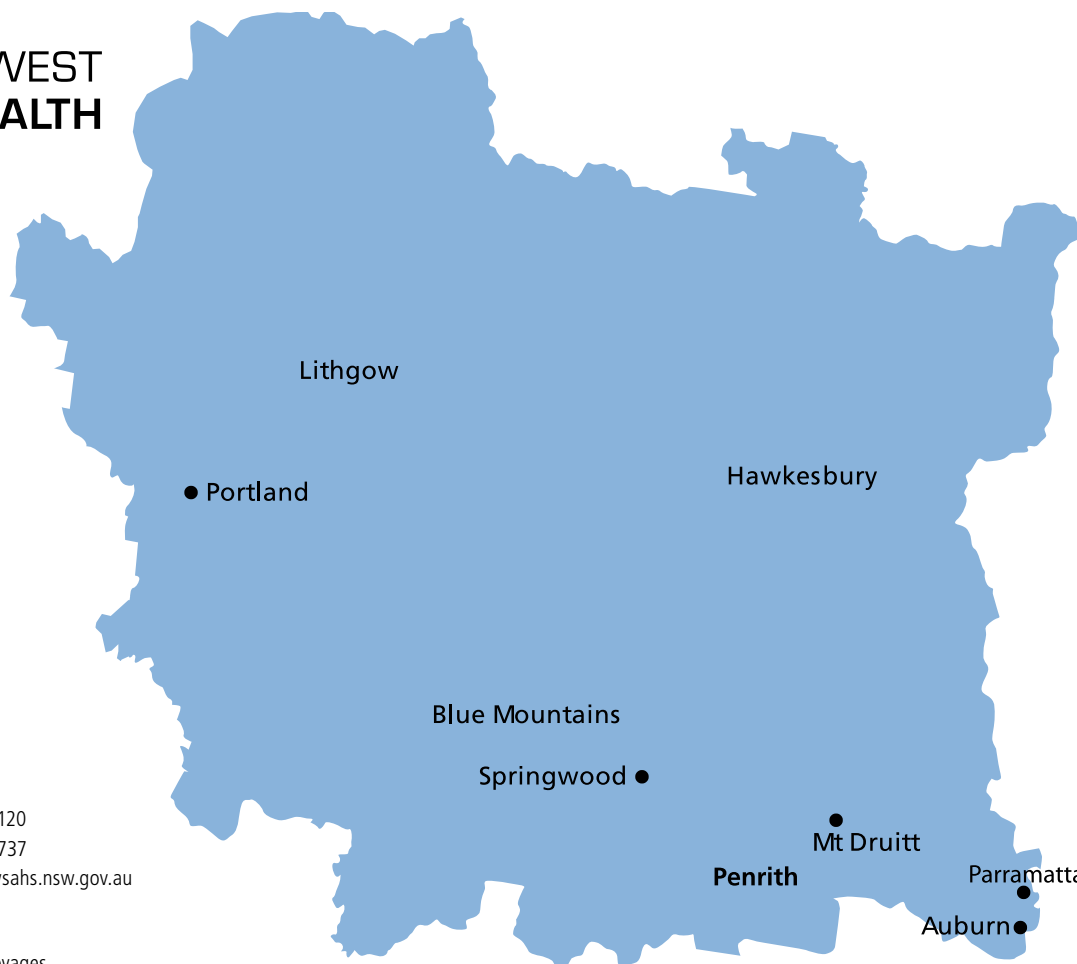 WEST
ALTH
Lithgow
Hawkesbury
Portland
Blue Mountains
Springwood
120
Mt Druitt
737
Penrith
Parramatta
sahs.nsw.gov.au
Auburn